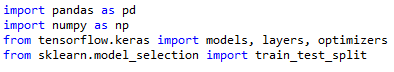 import pandas as pd
import numpy as np
from tensorflow.keras import models, layers, optimizers
from sklearn.model_selection import train_test_split